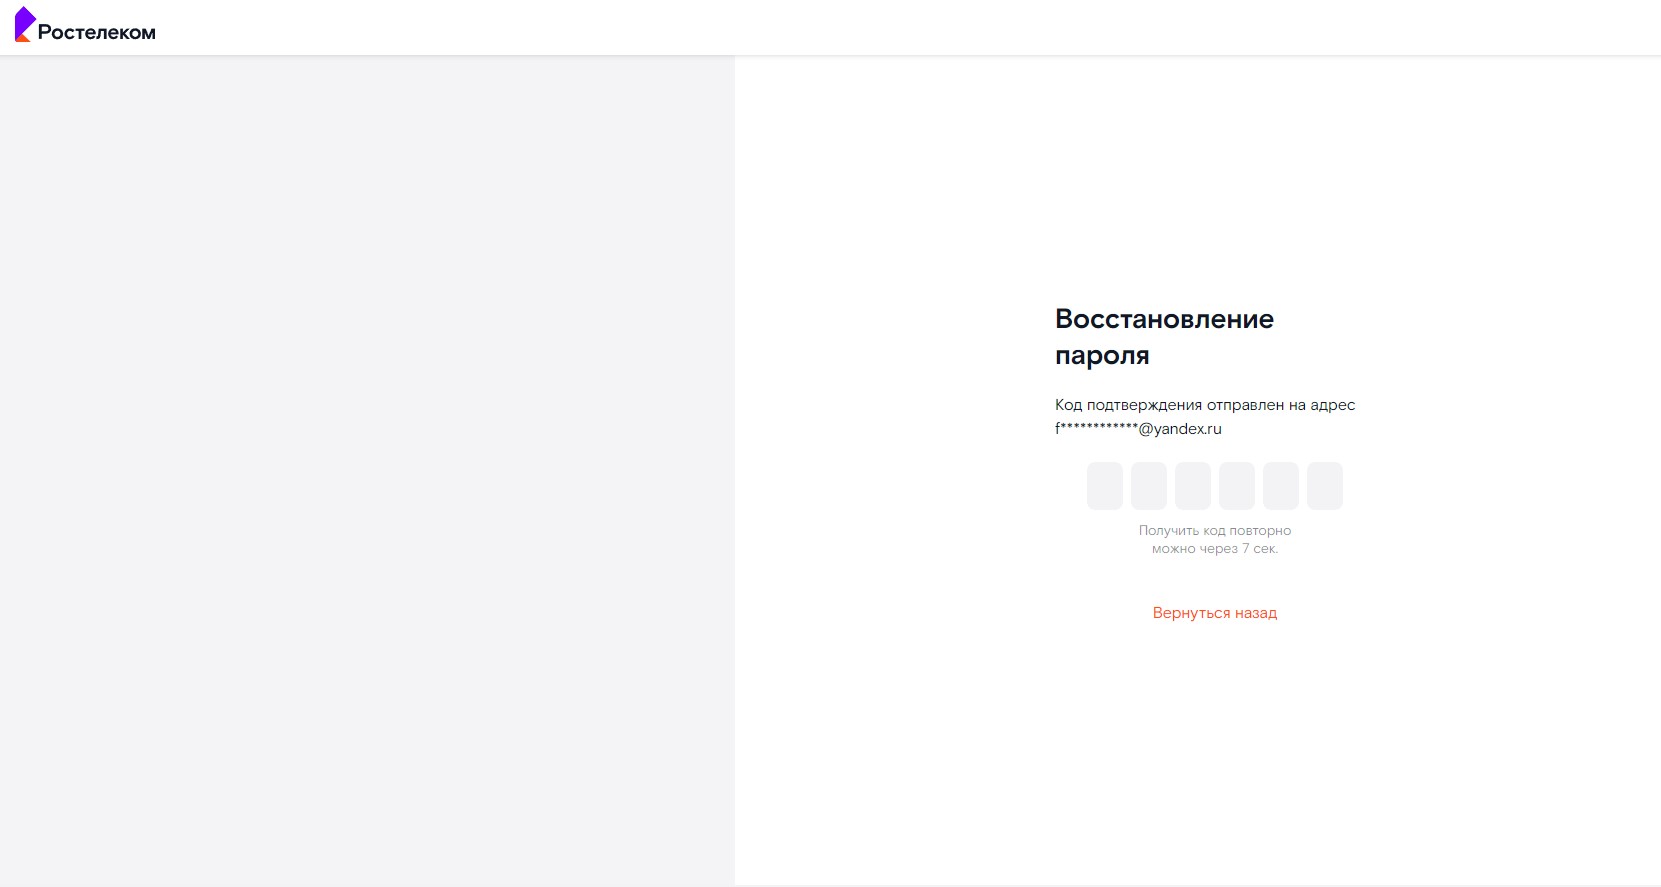 Ростелеком
Восстановление
пароля
Код подтверждения отправлен на адрес
f************@yandex.ru
Получить код повторно
можно через 7 сек.
Вернуться назад